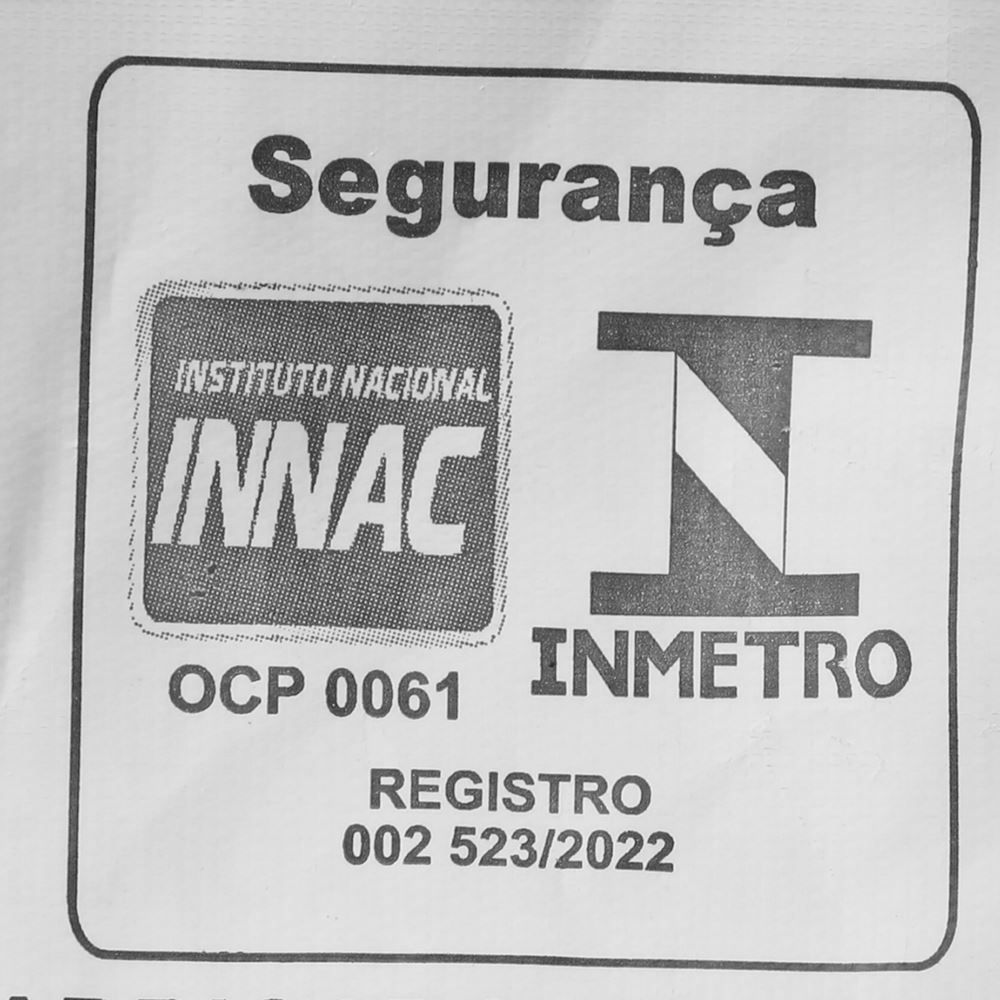 Segurança
INSTITUTO NACIONAL
INNAC
OCP 0061
INMETRO
REGISTRO
002 523/2022